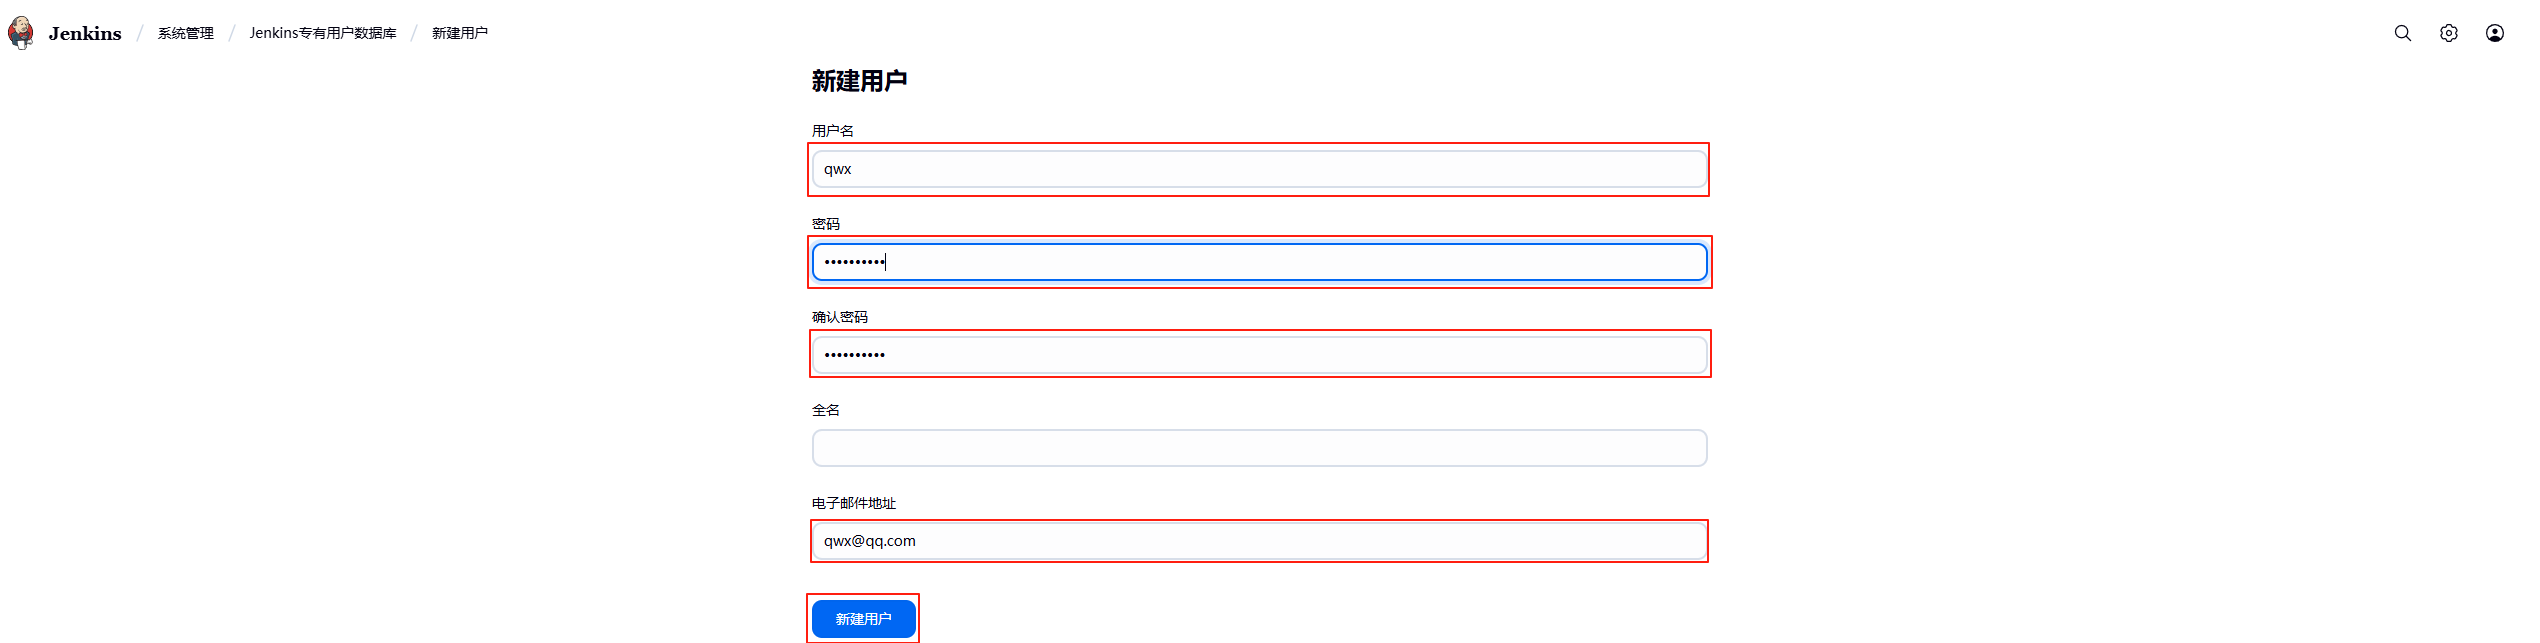 Jenkins / 系统管理 / Jenkins专有用户数据库 / 新建用户
新建用户
用户名
qwx
密码
••••••••••
确认密码
••••••••••
全名
电子邮件地址
qwx@qq.com
新建用户